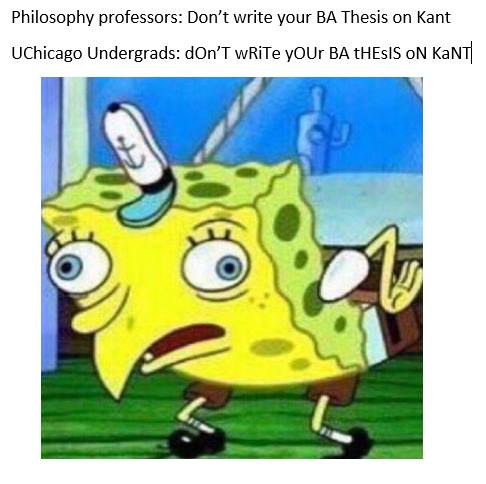 Philosophy professors: Don’t write your BA Thesis on Kant
UChicago Undergrads: dOn’T wRiTe yOUr BA tHEsIS oN KaNT